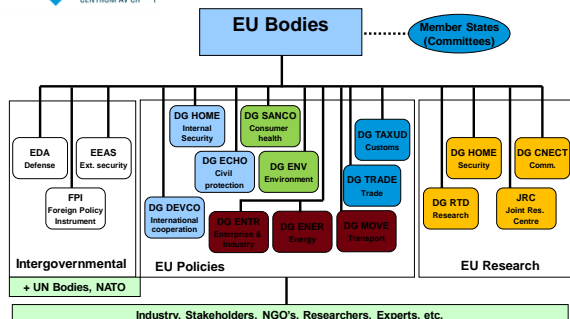 EU Bodies
Member States
(Committees)
EDA
Defense
EEAS
Ext. security
FPI
Foreign Policy
Instrument
Intergovernmental
+ UN Bodies, NATO
DG HOME
Internal
Security
DG SANCO
Consumer
health
DG TAXUD
Customs
DG ECHO
Civil
protection
DG ENV
Environment
DG TRADE
Trade
DG DEVCO
International
cooperation
DG ENTR
Enterprise &
Industry
DG ENER
Energy
DG MOVE
Transport
EU Policies
DG HOME
Security
DG CNECT
Comm.
DG RTD
Research
JRC
Joint Res.
Centre
EU Research
Industry, Stakeholders, NGO's, Researchers, Experts, etc.